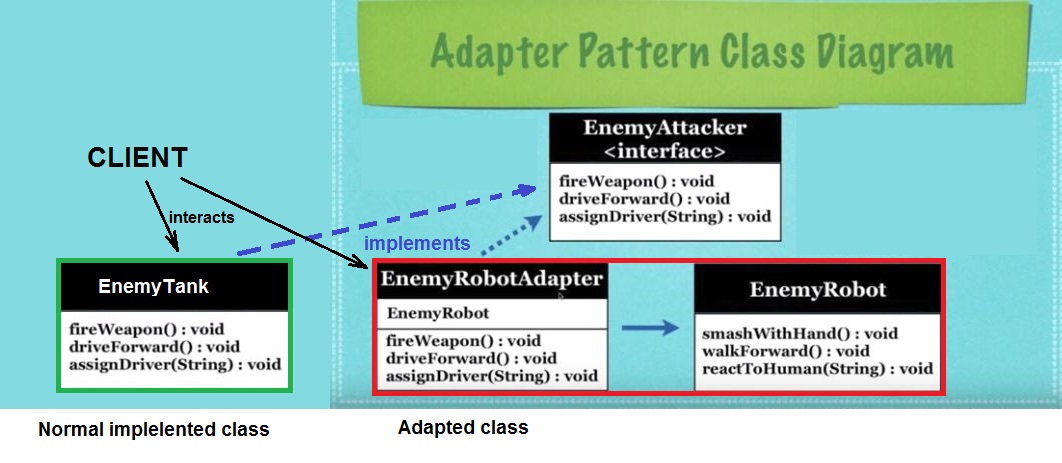 Adapter Pattern Class Diagram
EnemyAttacker
<interface>
fireWeapon() : void
driveForward() : void
assignDriver(String) : void
CLIENT
interacts
implements
EnemyTank
fireWeapon() : void
driveForward() : void
assignDriver(String) : void
EnemyRobotAdapter
EnemyRobot
fireWeapon() : void
driveForward() : void
assignDriver(String) : void
EnemyRobot
smashWithHand() : void
walkForward() : void
reactToHuman(String) : void
Normal implelented class
Adapted class